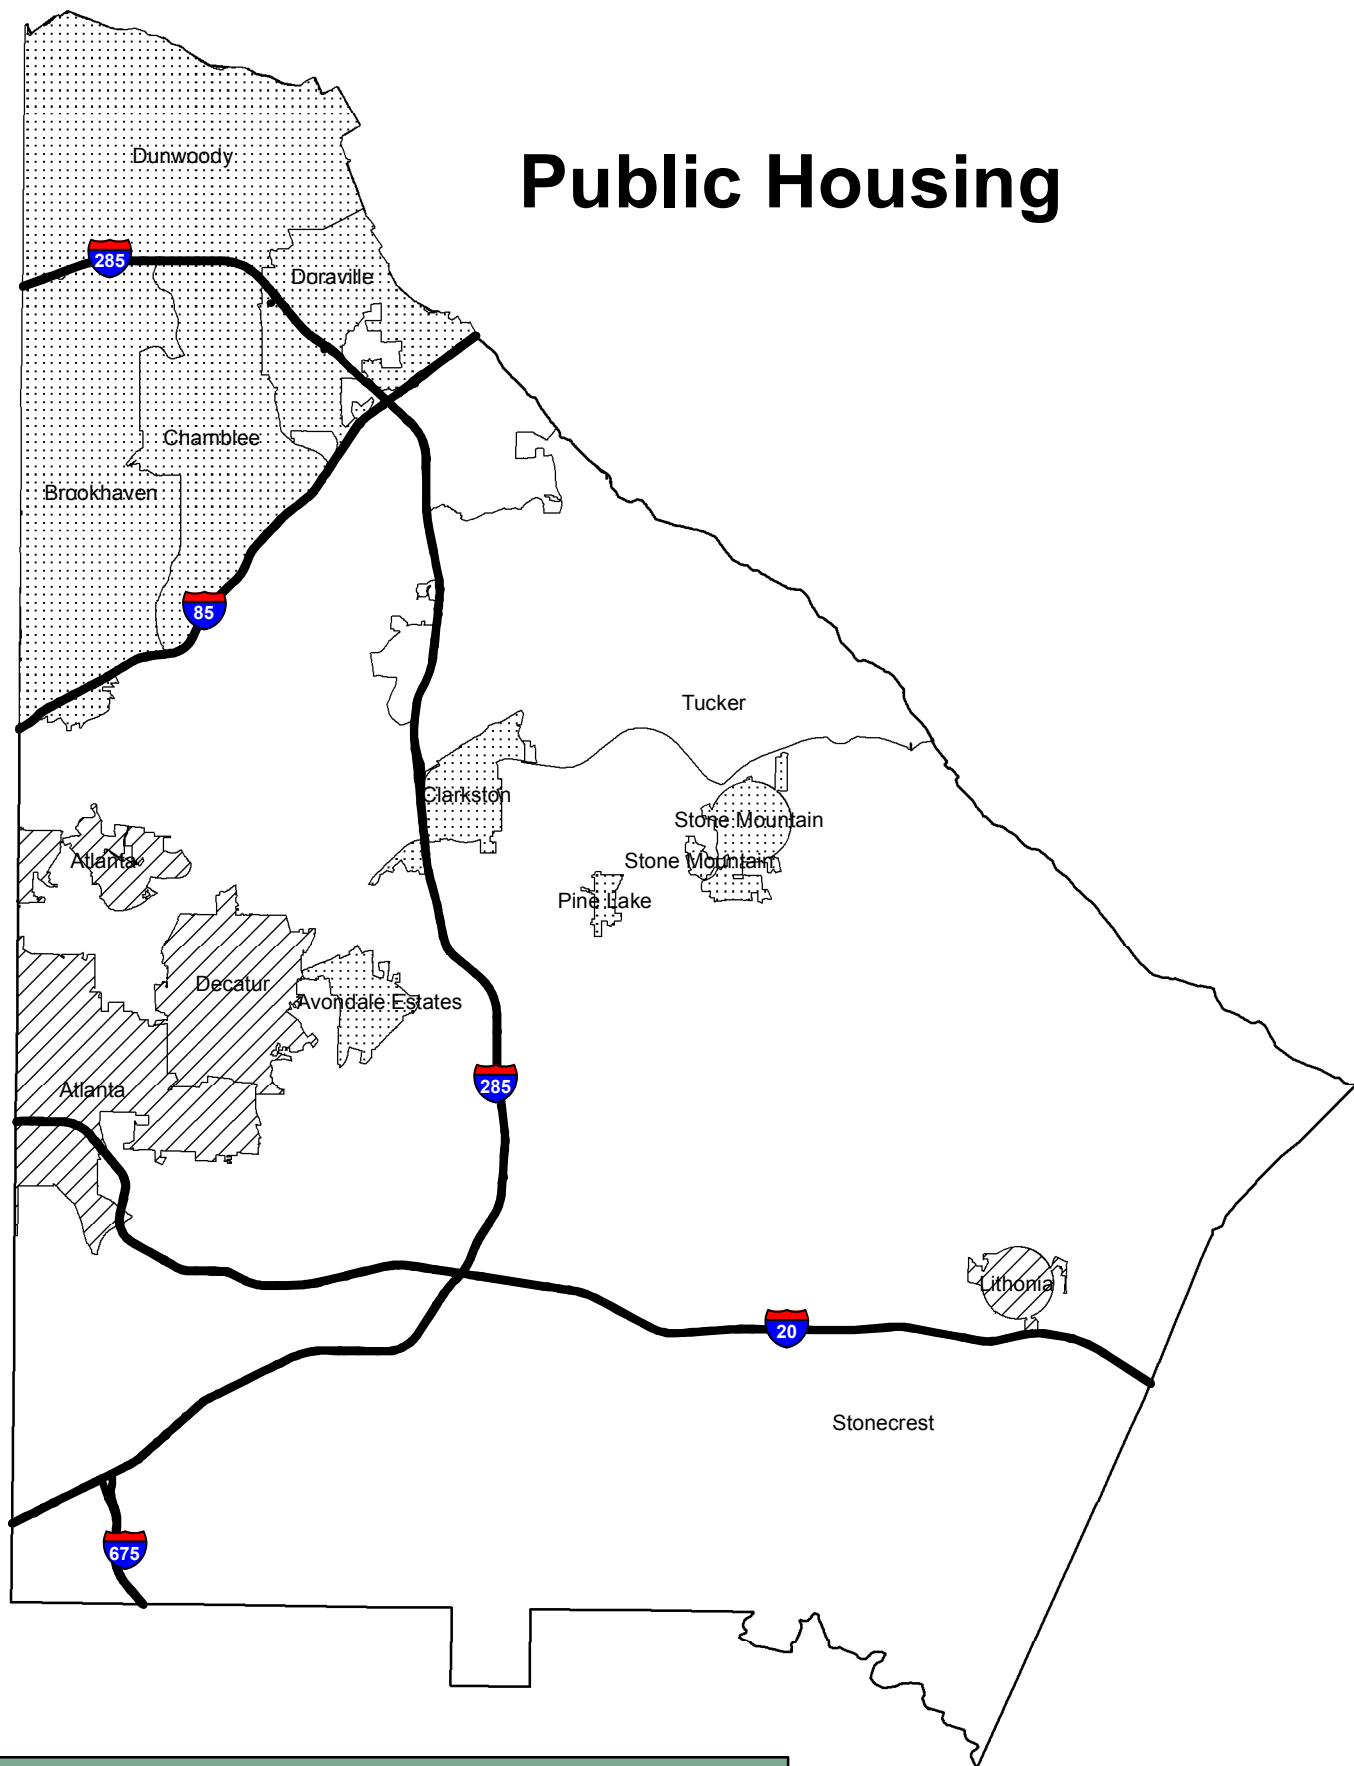 Dunwoody
Public Housing
285
Doraville
Chamblee
Brookhaven
85
Tucker
Clarkston
Stone Mountain
Atlanta
Stone Mountain
Pine Lake
Decatur
Avondale Estates
285
Atlanta
Lithonia
20
Stonecrest
675